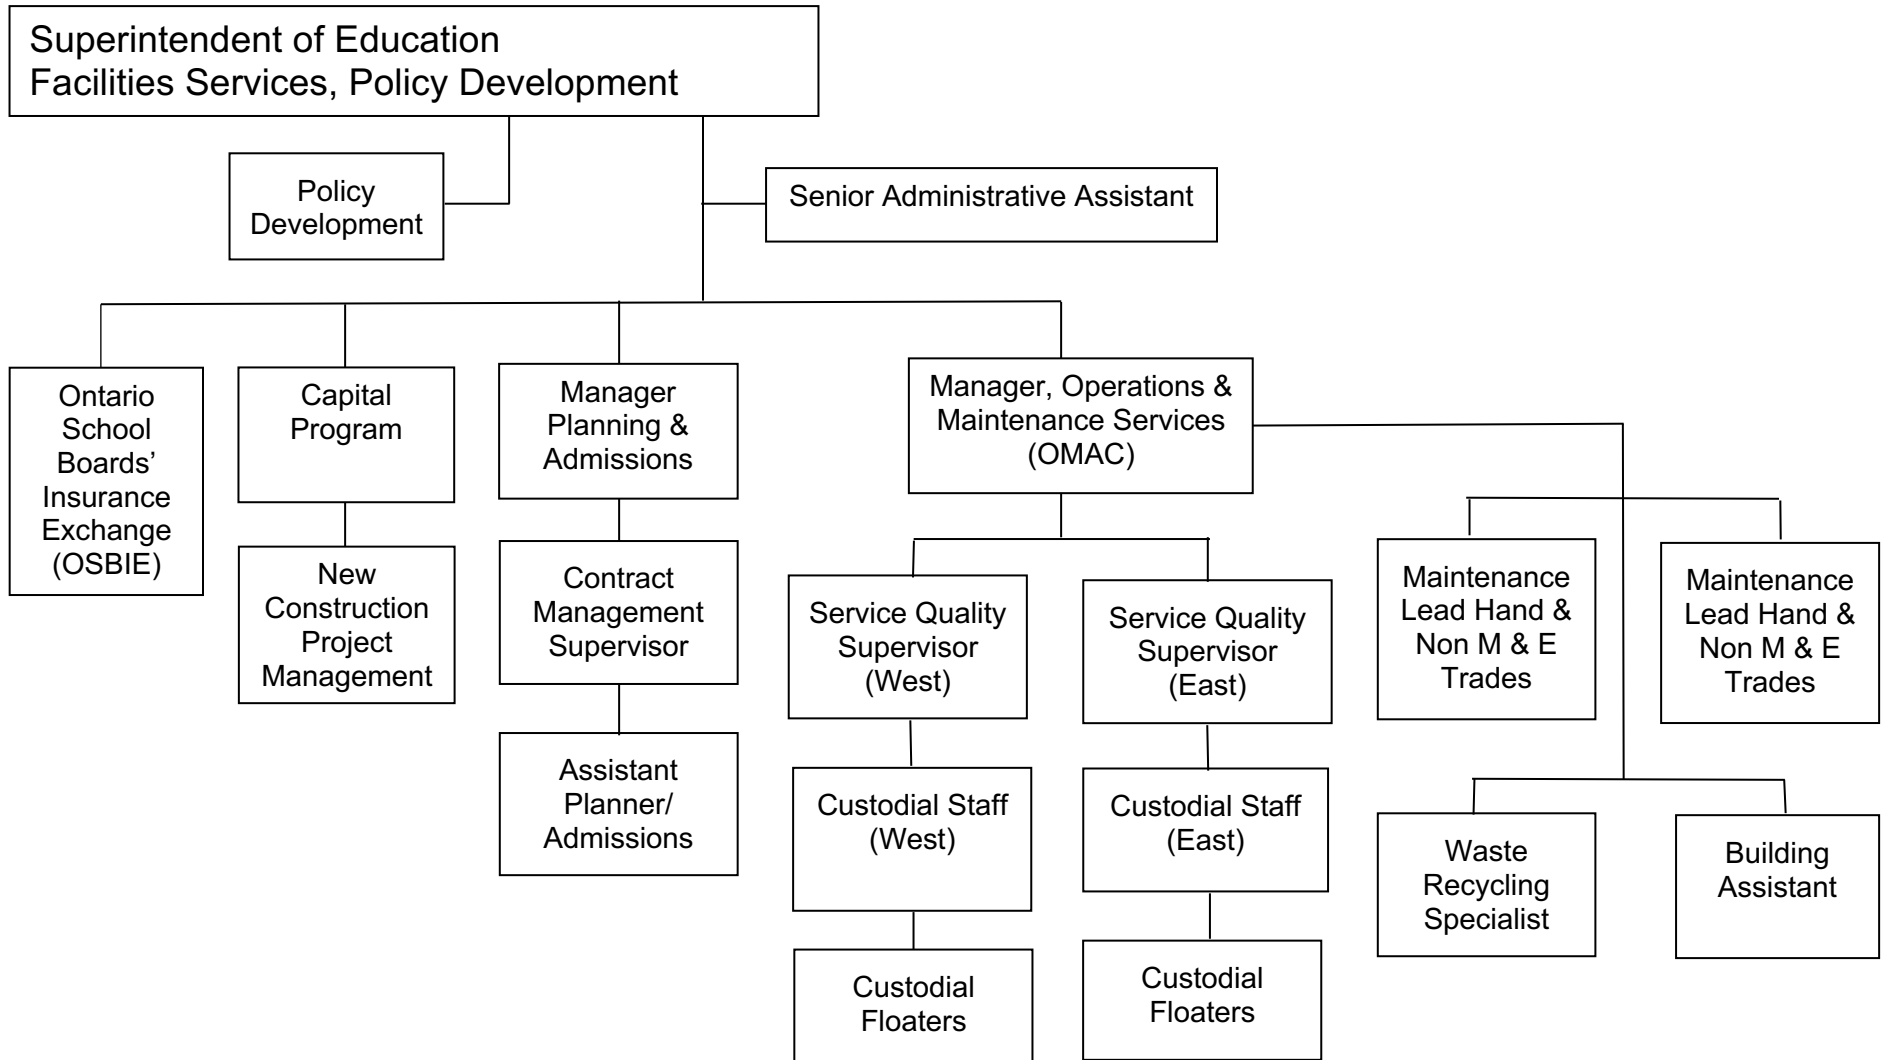 Superintendent of Education
Facilities Services, Policy Development
Policy
Development
Senior Administrative Assistant
Ontario
School
Boards’
Insurance
Exchange
(OSBIE)
Capital
Program
Manager
Planning &
Admissions
Manager, Operations &
Maintenance Services
(OMAC)
New
Construction
Project
Management
Contract
Management
Supervisor
Service Quality
Supervisor
(West)
Service Quality
Supervisor
(East)
Maintenance
Lead Hand &
Non M & E
Trades
Maintenance
Lead Hand &
Non M & E
Trades
Assistant
Planner/
Admissions
Custodial Staff
(West)
Custodial Staff
(East)
Waste
Recycling
Specialist
Building
Assistant
Custodial
Floaters
Custodial
Floaters